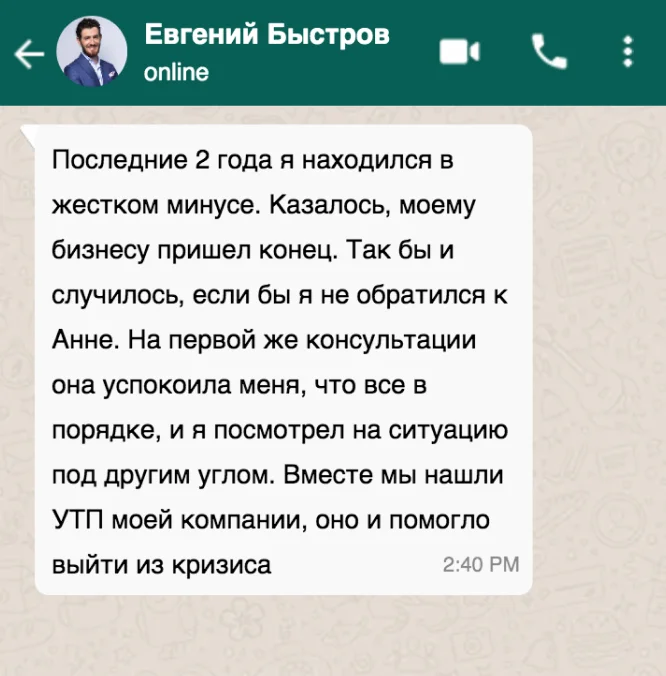 Евгений Быстров
online
Последние 2 года я находился в
жестком минусе. Казалось, моему
бизнесу пришел конец. Так бы и
случилось, если бы я не обратился к
Анне. На первой же консультации
она успокоила меня, что все в
порядке, и я посмотрел на ситуацию
под другим углом. Вместе мы нашли
УТП моей компании, оно и помогло
выйти из кризиса
2:40 PM